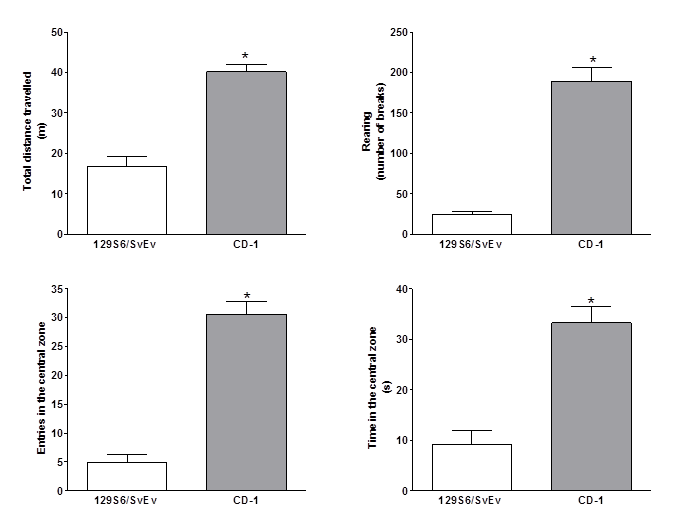 Total distance travelled
(m)
50
40
30
20
10
0
*
129S6/SvEv
CD-1
Rearing
(number of breaks)
250
200
150
100
50
0
*
129S6/SvEv
CD-1
Entries in the central zone
35
30
25
20
15
10
5
0
*
129S6/SvEv
CD-1
Time in the central zone
(s)
40
30
20
10
0
*
129S6/SvEv
CD-1